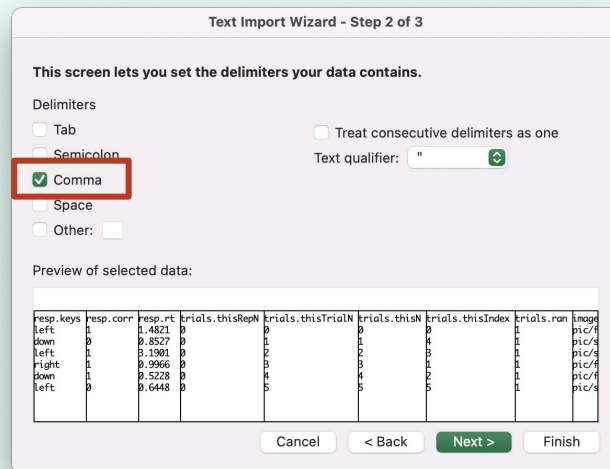 Text Import Wizard - Step 2 of 3
This screen lets you set the delimiters your data contains.
Delimiters
Tab
Treat consecutive delimiters as one
Semicolon
Text qualifier: "
Comma
Space
Other:
Preview of selected data:
resp.keys resp.corr resp.rt trials.thisRepN trials.thisTrialN trials.thisN trials.thisIndex trials.ran image
left 1 1.4821 0 0 0 0 1 pic/f
down 0 0.8527 0 1 1 4 1 pic/s
left 1 3.1901 0 2 2 3 1 pic/s
right 1 0.9966 0 3 3 1 1 pic/f
down 1 0.5228 0 4 4 2 1 pic/f
left 0 0.6448 0 5 5 5 1 pic/s
Cancel < Back Next > Finish